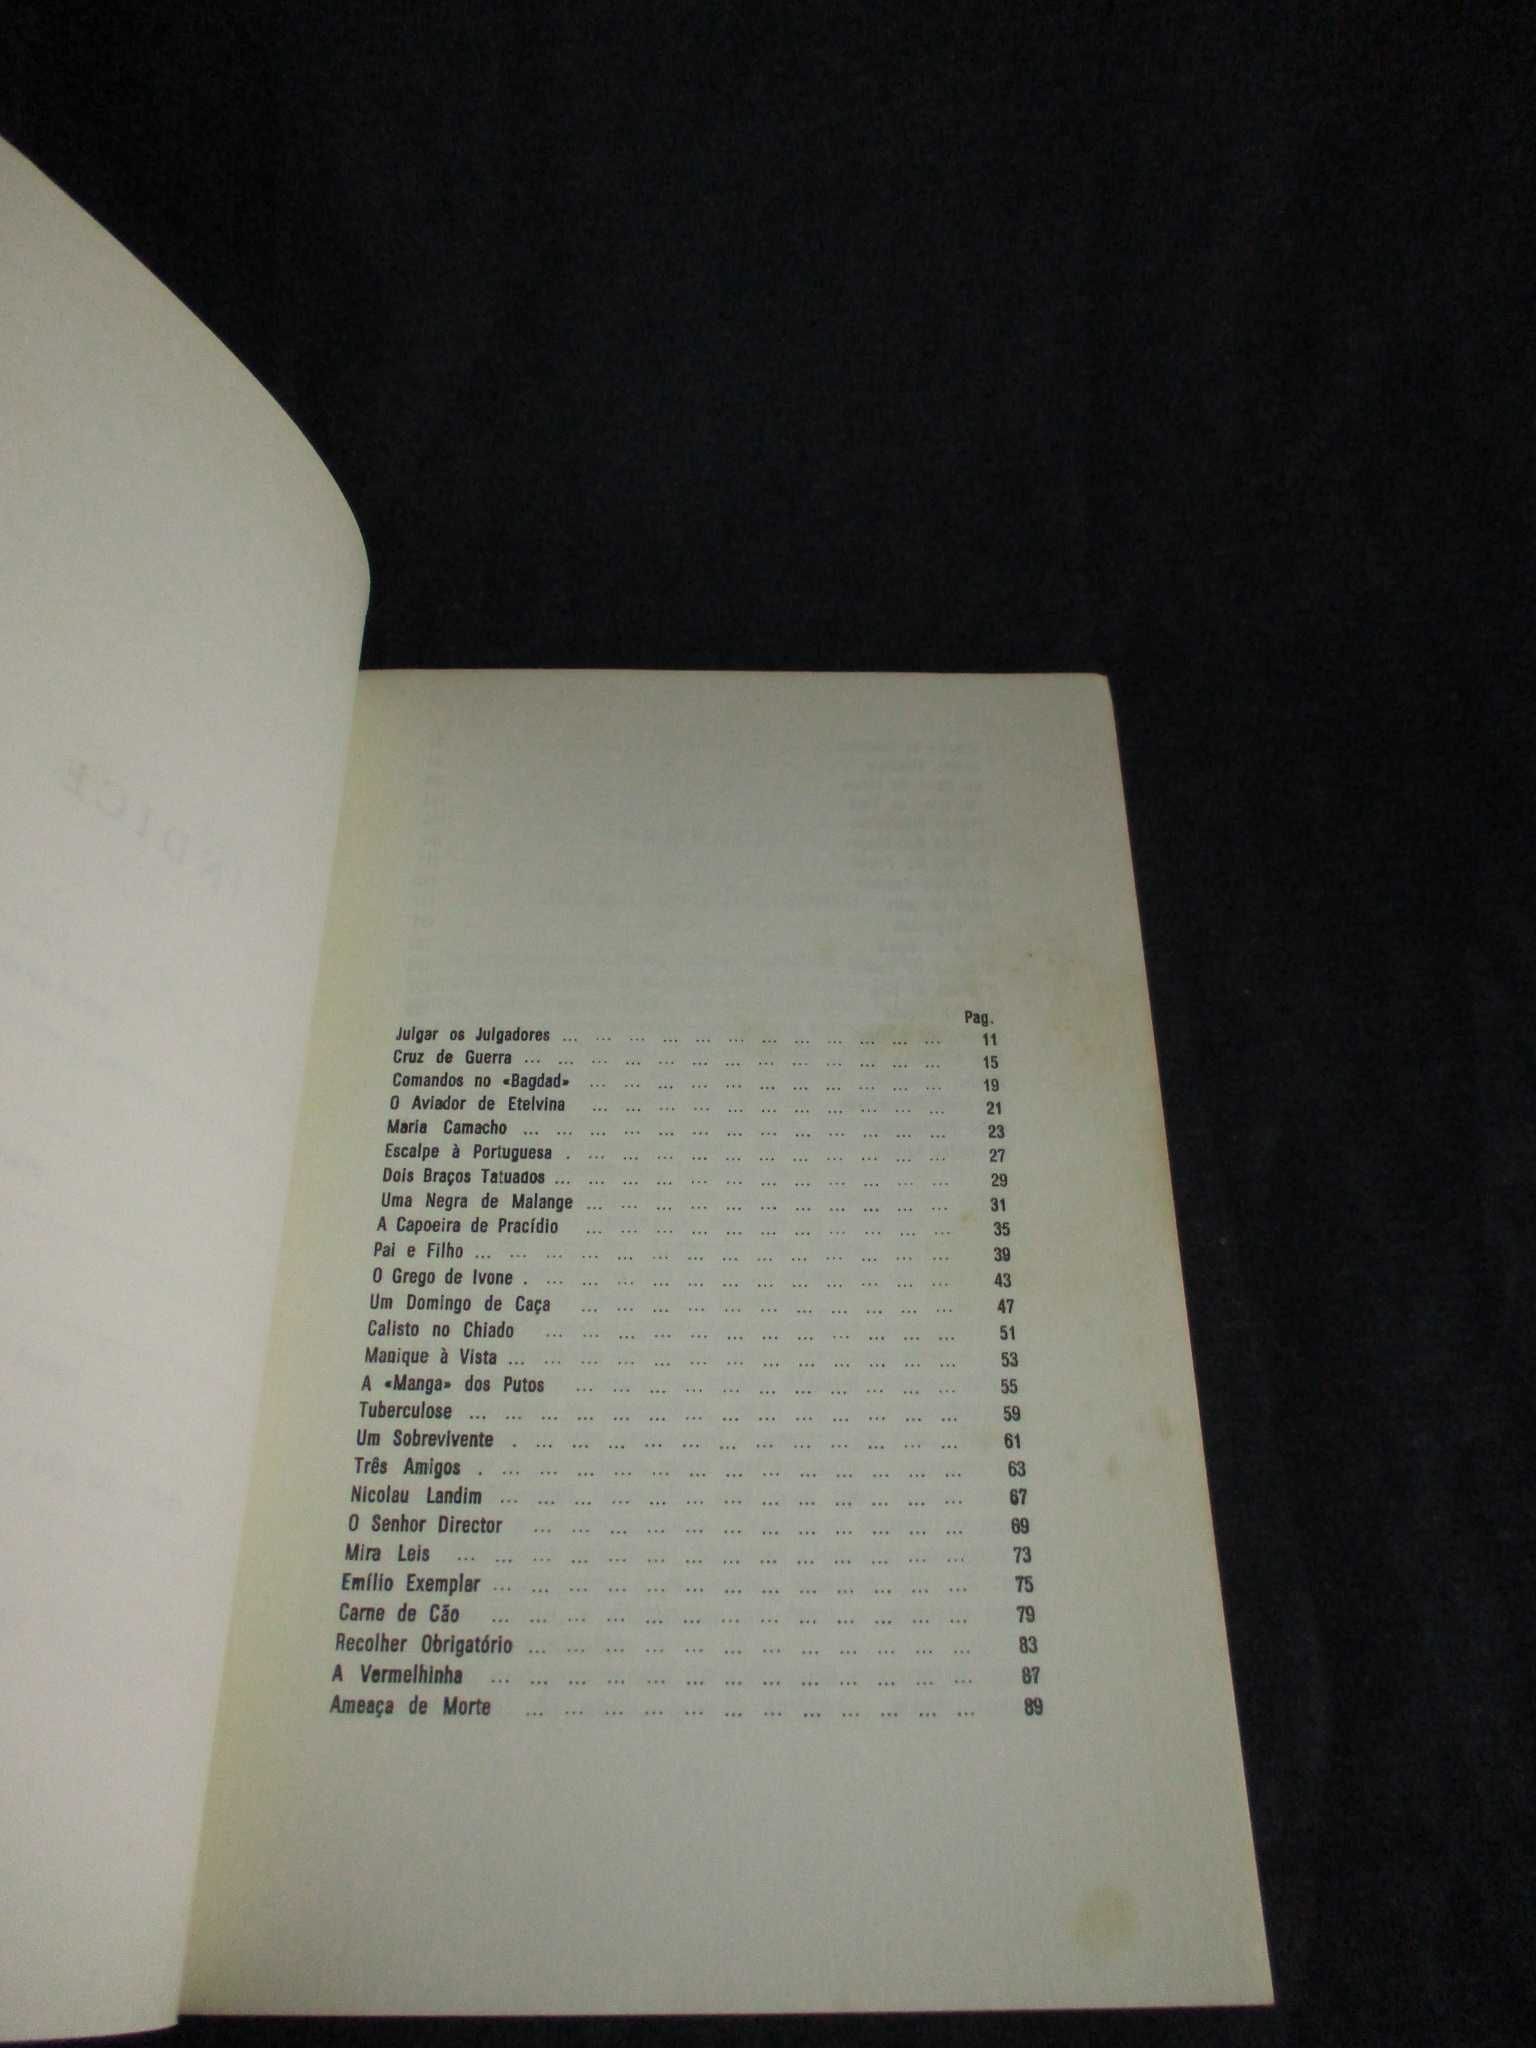 ÍNDICE
Pag.
Julgar os Julgadores ... ... ... ... ... ... ... ... ... ... ... ... 11
Cruz de Guerra ... ... ... ... ... ... ... ... ... ... ... ... ... 15
Comandos no «Bagdad» ... ... ... ... ... ... ... ... ... ... ... 19
O Aviador de Etelvina ... ... ... ... ... ... ... ... ... ... ... 21
Maria Camacho ... ... ... ... ... ... ... ... ... ... ... ... ... 23
Escalpe à Portuguesa . ... ... ... ... ... ... ... ... ... ... ... 27
Dois Braços Tatuados ... ... ... ... ... ... ... ... ... ... ... ... 29
Uma Negra de Malange ... ... ... ... ... ... ... ... ... ... ... 31
A Capoeira de Pracídio ... ... ... ... ... ... ... ... ... ... ... 35
Pai e Filho ... ... ... ... ... ... ... ... ... ... ... ... ... ... 39
O Grego de Ivone . ... ... ... ... ... ... ... ... ... ... ... ... 43
Um Domingo de Caça ... ... ... ... ... ... ... ... ... ... ... 47
Calisto no Chiado ... ... ... ... ... ... ... ... ... ... ... ... 51
Manique à Vista ... ... ... ... ... ... ... ... ... ... ... ... ... 53
A «Manga» dos Putos ... ... ... ... ... ... ... ... ... ... ... 55
Tuberculose ... ... ... ... ... ... ... ... ... ... ... ... ... ... 59
Um Sobrevivente . ... ... ... ... ... ... ... ... ... ... ... ... 61
Três Amigos . ... ... ... ... ... ... ... ... ... ... ... ... ... 63
Nicolau Landim ... ... ... ... ... ... ... ... ... ... ... ... ... 67
O Senhor Director ... ... ... ... ... ... ... ... ... ... ... ... 69
Mira Leis ... ... ... ... ... ... ... ... ... ... ... ... ... ... 73
Emílio Exemplar ... ... ... ... ... ... ... ... ... ... ... ... ... 75
Carne de Cão ... ... ... ... ... ... ... ... ... ... ... ... ... 79
Recolher Obrigatório ... ... ... ... ... ... ... ... ... ... ... ... 83
A Vermelhinha ... ... ... ... ... ... ... ... ... ... ... ... ... 87
Ameaça de Morte ... ... ... ... ... ... ... ... ... ... ... ... 89